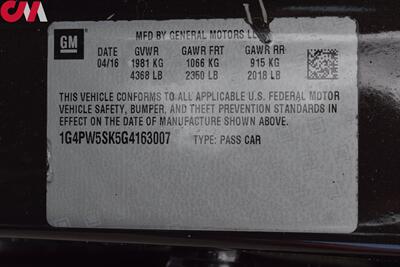 CM
GM
MFD BY GENERAL MOTORS LLC
DATE GVWR GAWR FRT GAWR RR
04/16 1981 KG 1066 KG 915 KG
4368 LB 2350 LB 2018 LB
THIS VEHICLE CONFORMS TO ALL APPLICABLE U.S. FEDERAL MOTOR
VEHICLE SAFETY, BUMPER, AND THEFT PREVENTION STANDARDS
IN EFFECT ON THE DATE OF MANUFACTURE SHOWN ABOVE.
1G4PW5SK5G4163007 TYPE: PASS CAR